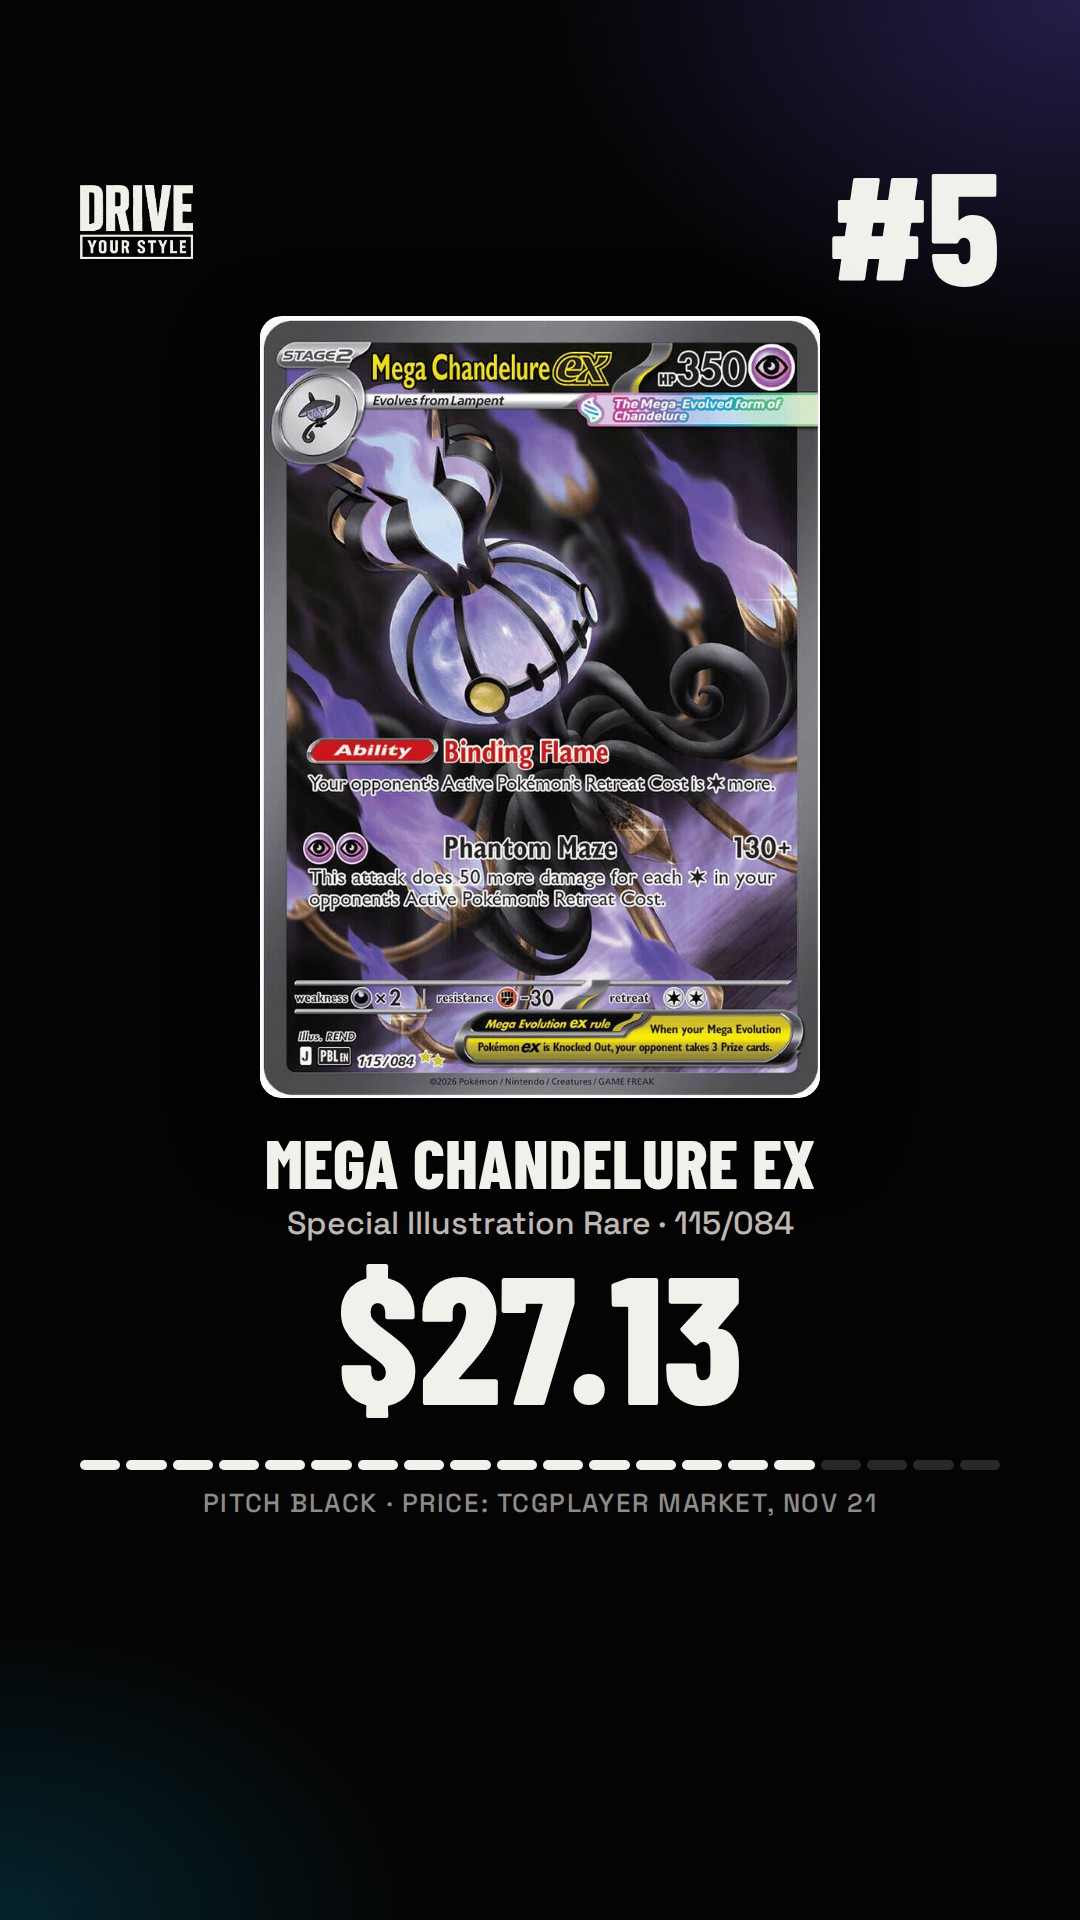 DRIVE
YOUR STYLE
#5
STAGE2
Mega Chandelure ex
HP 350
Evolves from Lampent
The Mega-Evolved form of
Chandelure
Ability Binding Flame
Your opponent's Active Pokémon's Retreat Cost is more.
Phantom Maze 130+
This attack does 50 more damage for each in your
opponent's Active Pokémon's Retreat Cost.
weakness ×2 resistance -30 retreat
Mega Evolution ex rule When your Mega Evolution
Pokémon ex is Knocked Out, your opponent takes 3 Prize cards.
Illus. REND
J PBL EN 115/084
©2026 Pokémon / Nintendo / Creatures / GAME FREAK
MEGA CHANDELURE EX
Special Illustration Rare · 115/084
$27.13
PITCH BLACK · PRICE: TCGPLAYER MARKET, NOV 21